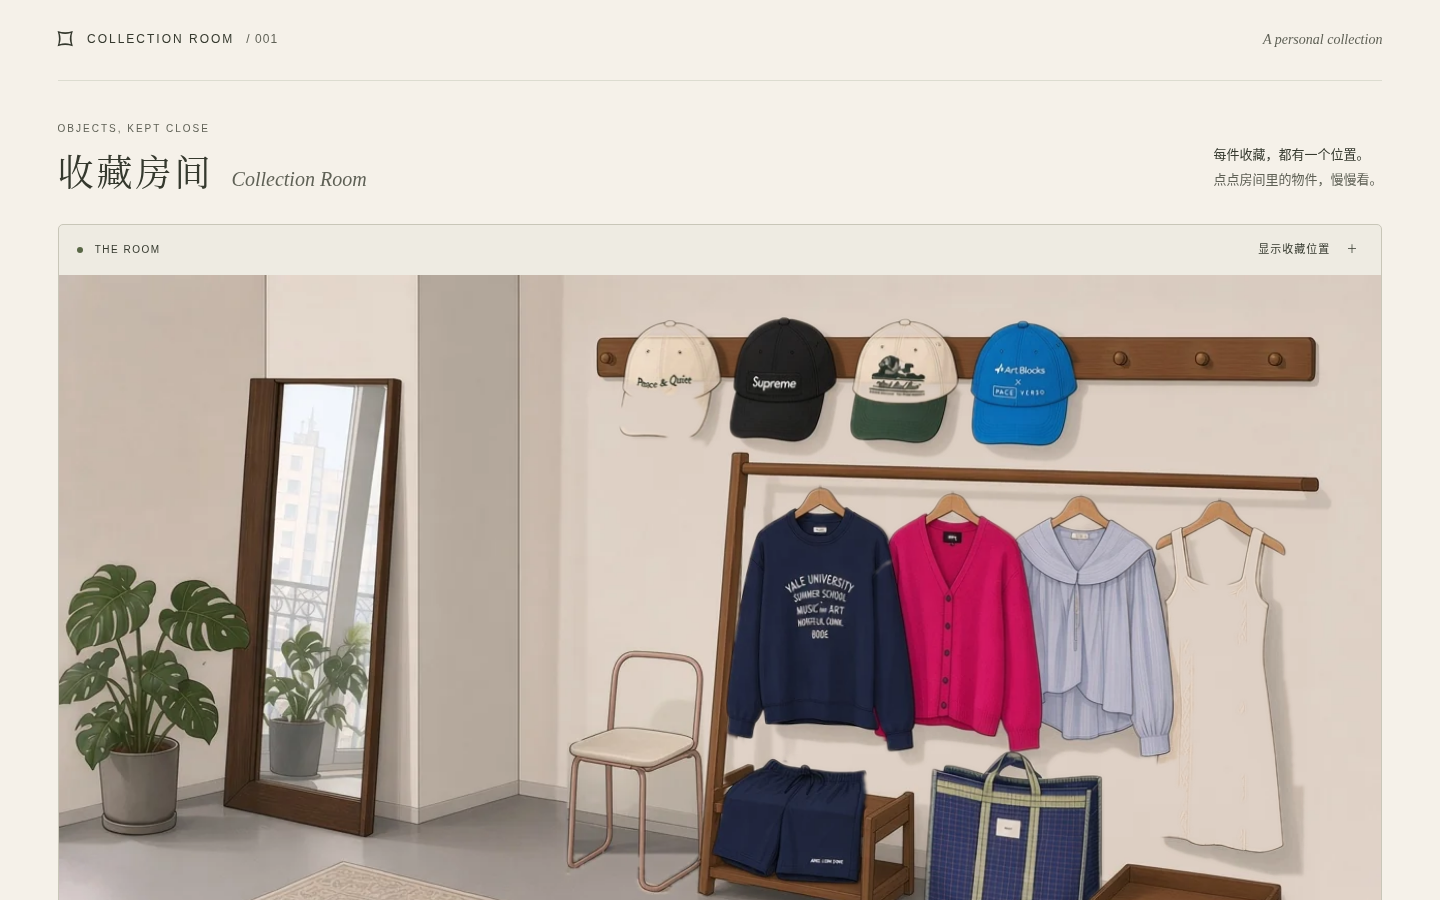 COLLECTION ROOM / 001
A personal collection
OBJECTS, KEPT CLOSE
收藏房间 Collection Room
每件收藏，都有一个位置。
点点房间里的物件，慢慢看。
THE ROOM
显示收藏位置 +
Peace & Quiet
Supreme
Art Blocks
×
PACE VERSO
YALE UNIVERSITY
SUMMER SCHOOL
MUSIC AND ART